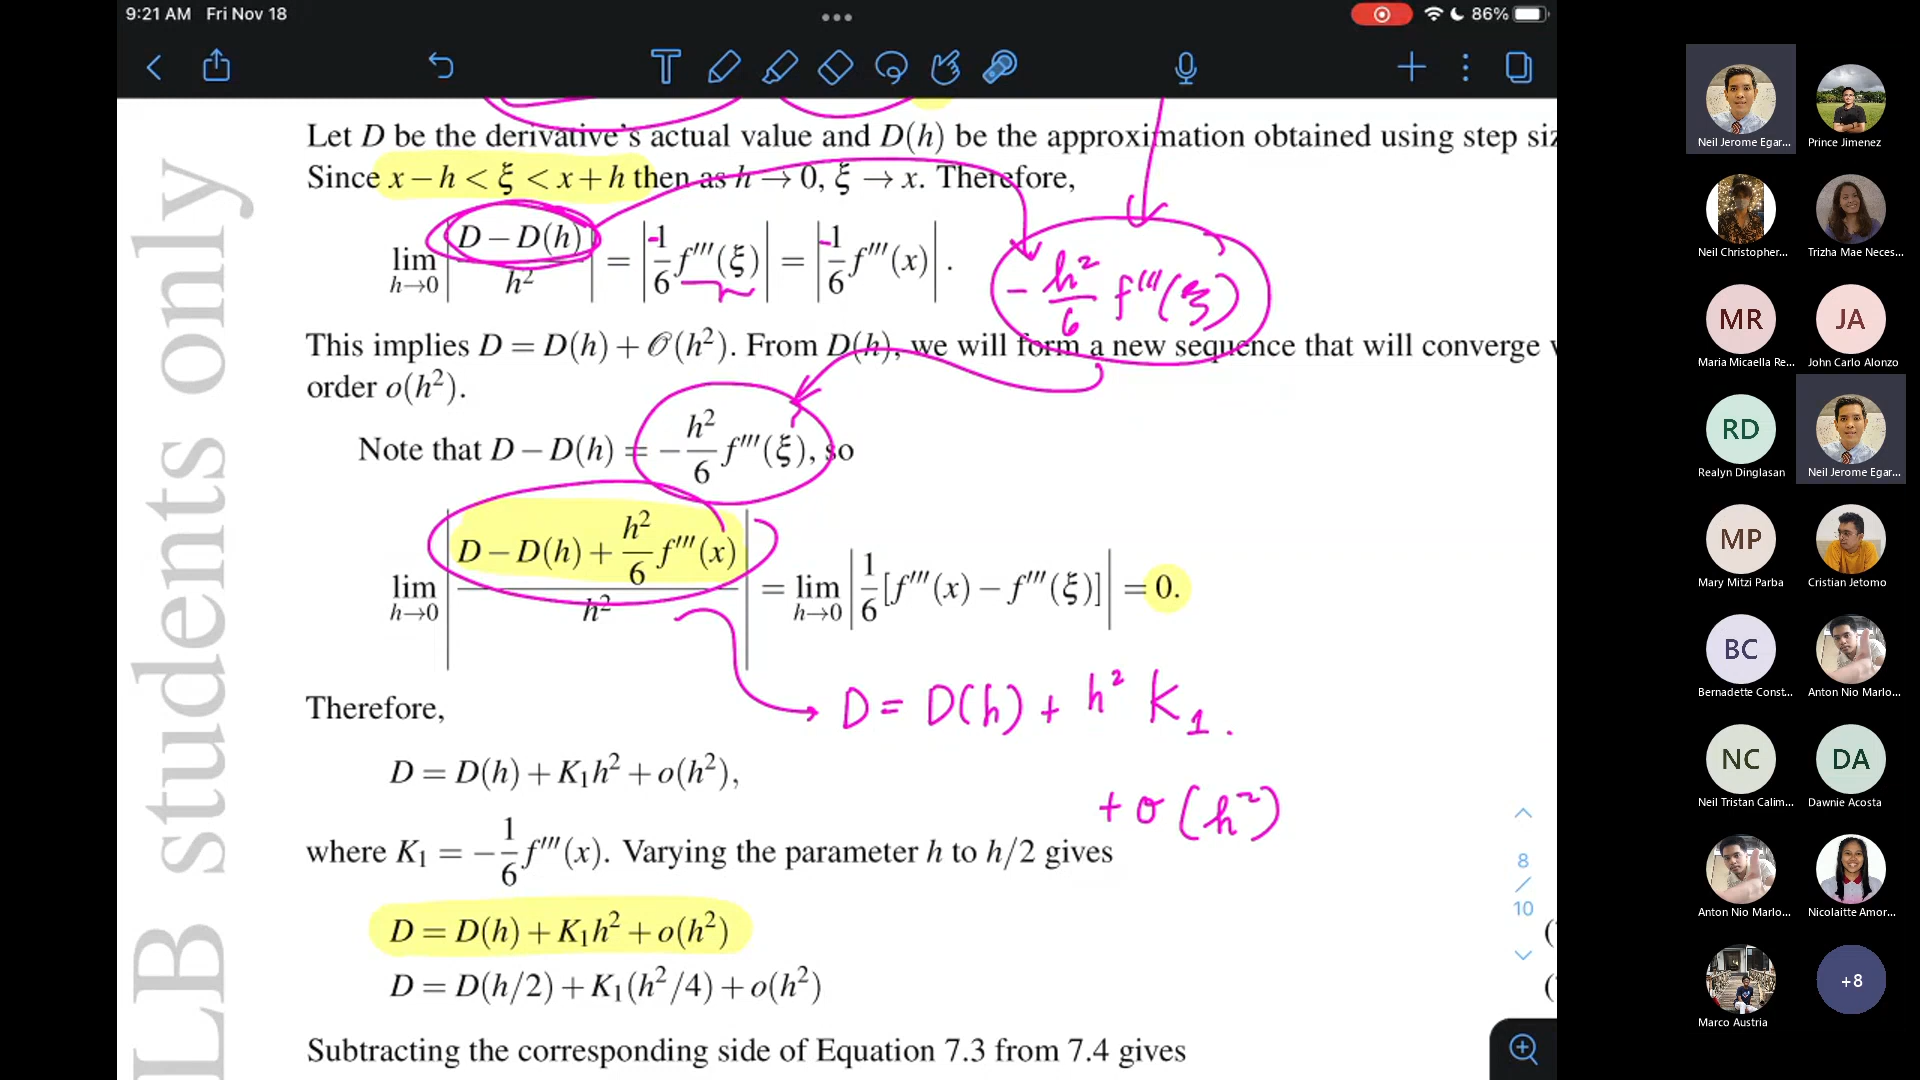 9:21 AM Fri Nov 18
86%
Let D be the derivative's actual value and D(h) be the approximation obtained using step siz
Since x − h < ξ < x + h then as h → 0, ξ → x. Therefore,
lim h→0 | D − D(h) / h² | = | -1/6 f′′′(ξ) | = | -1/6 f′′′(x) | .
− h²/6 f′′′(ξ)
This implies D = D(h) + 𝒪(h²). From D(h), we will form a new sequence that will converge w
order o(h²).
Note that D − D(h) = − h²/6 f′′′(ξ), so
lim h→0 | D − D(h) + h²/6 f′′′(x) / h² | = lim h→0 | 1/6 [f′′′(x) − f′′′(ξ)] | = 0.
D = D(h) + h² K₁.
Therefore,
D = D(h) + K₁h² + o(h²),
+ o(h²)
where K₁ = − 1/6 f′′′(x). Varying the parameter h to h/2 gives
D = D(h) + K₁h² + o(h²) (
D = D(h/2) + K₁(h²/4) + o(h²) (
Subtracting the corresponding side of Equation 7.3 from 7.4 gives
LB students only
8 / 10
Neil Jerome Egar...
Prince Jimenez
Neil Christopher...
Trizha Mae Neces...
MR
Maria Micaella Re...
JA
John Carlo Alonzo
RD
Realyn Dinglasan
Neil Jerome Egar...
MP
Mary Mitzi Parba
Cristian Jetomo
BC
Bernadette Const...
Anton Nio Marlo...
NC
Neil Tristan Calim...
DA
Dawnie Acosta
Anton Nio Marlo...
Nicolaitte Amor...
Marco Austria
+8